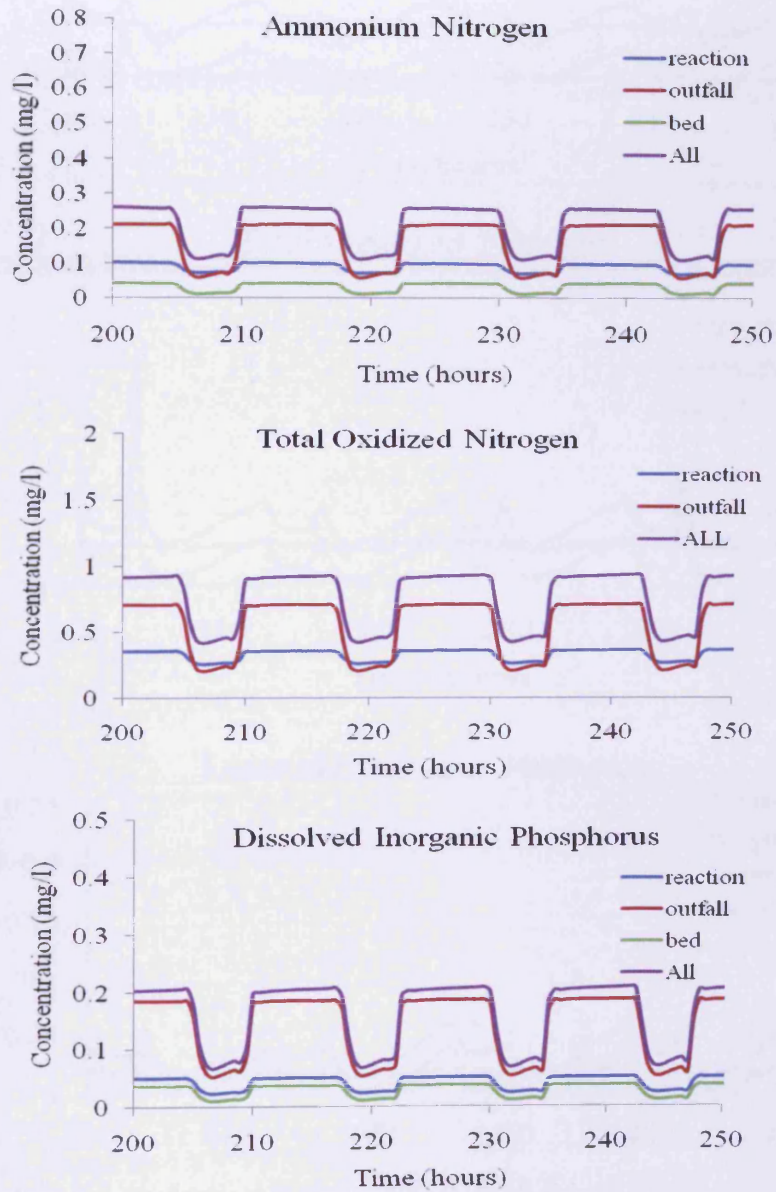 Ammonium Nitrogen
Concentration (mg/l)
0.8
0.7
0.6
0.5
0.4
0.3
0.2
0.1
0
reaction
outfall
bed
All
200
210
220
230
240
250
Time (hours)
Total Oxidized Nitrogen
Concentration (mg/l)
2
1.5
1
0.5
0
reaction
outfall
ALL
200
210
220
230
240
250
Time (hours)
Dissolved Inorganic Phosphorus
Concentration (mg/l)
0.5
0.4
0.3
0.2
0.1
0
reaction
outfall
bed
All
200
210
220
230
240
250
Time (hours)